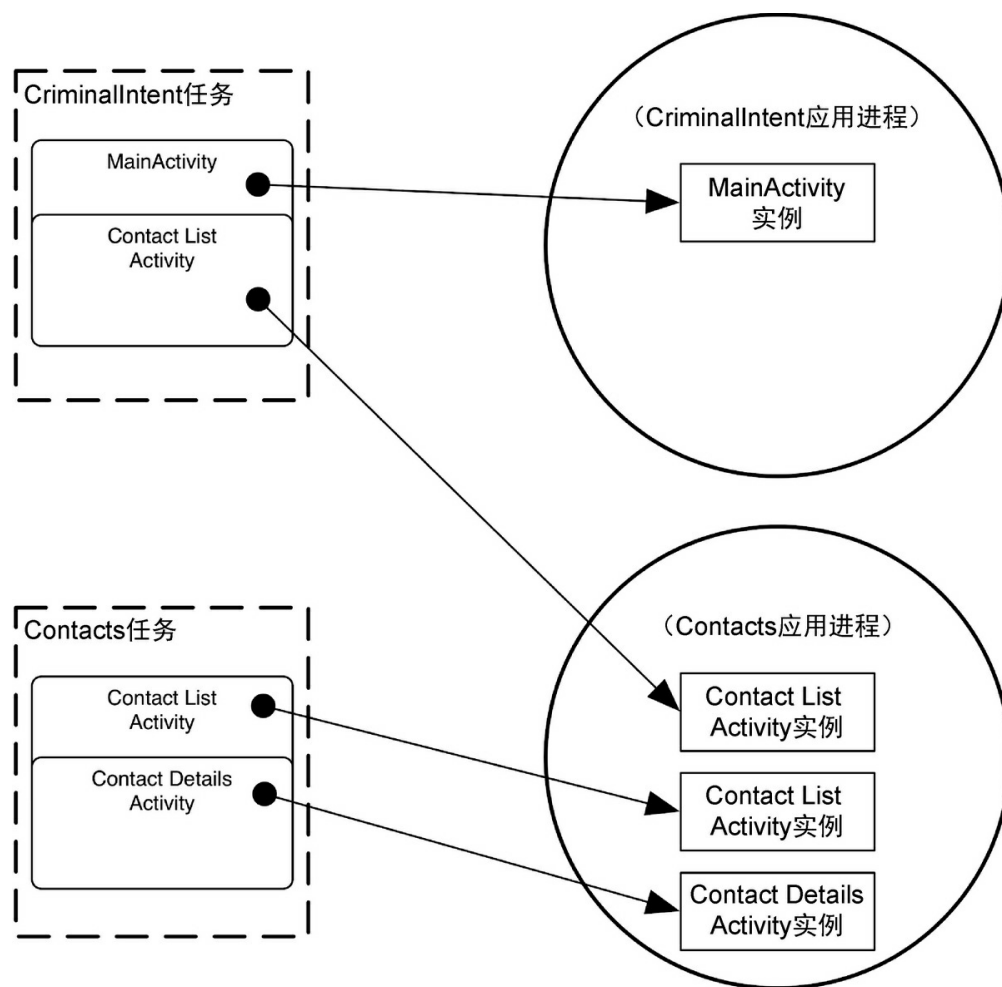 CriminalIntent任务
MainActivity
Contact List
Activity
（CriminalIntent应用进程）
MainActivity
实例
Contacts任务
Contact List
Activity
Contact Details
Activity
（Contacts应用进程）
Contact List
Activity实例
Contact List
Activity实例
Contact Details
Activity实例